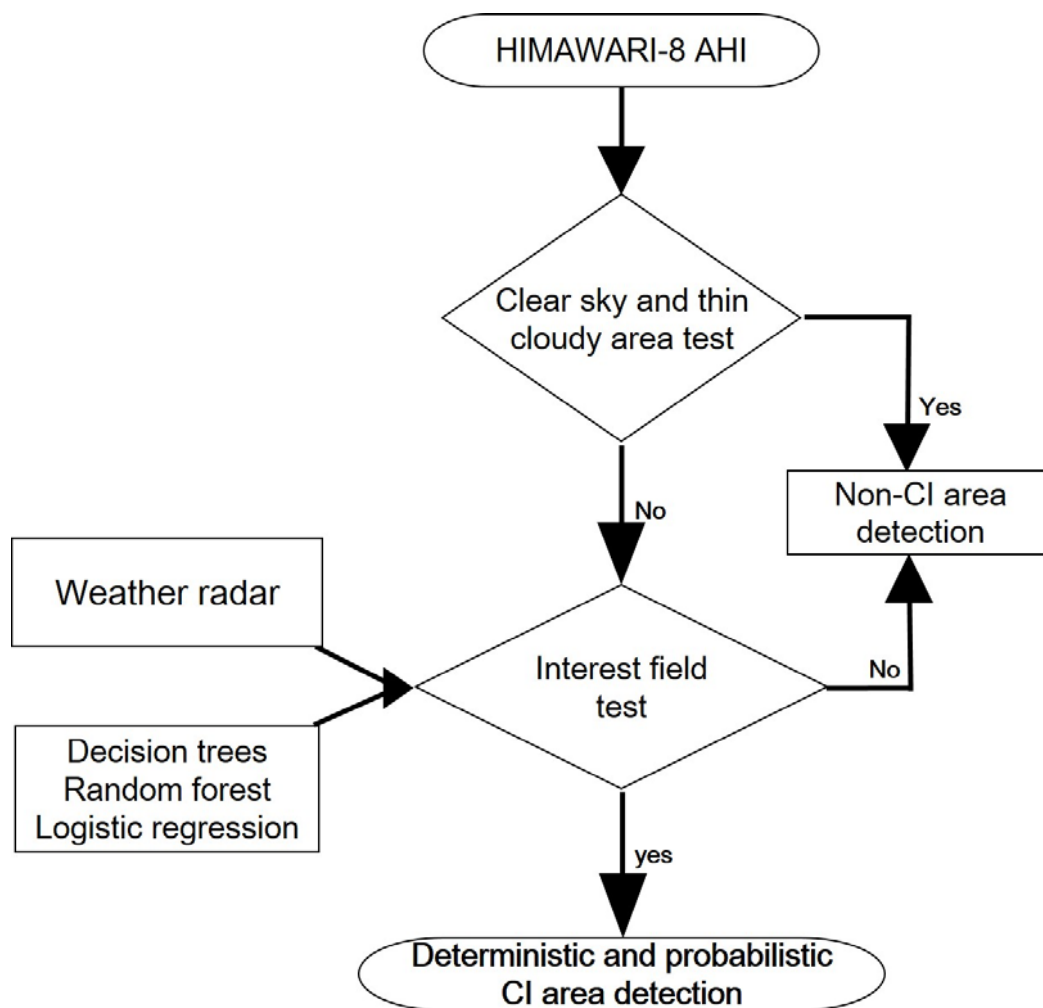 HIMAWARI-8 AHI
Clear sky and thin
cloudy area test
Yes
Non-CI area
detection
No
Weather radar
Interest field
test
No
Decision trees
Random forest
Logistic regression
yes
Deterministic and probabilistic
CI area detection